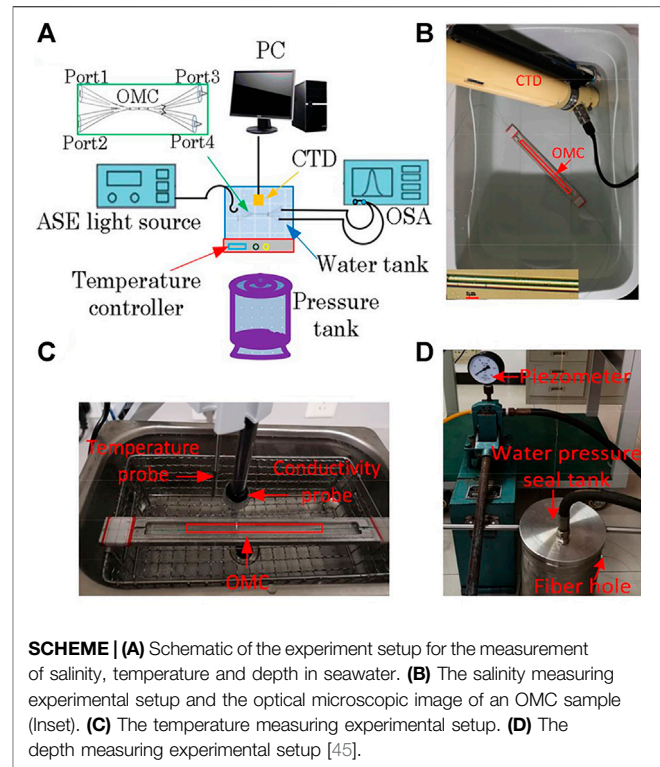 A
PC
Port1
Port3
OMC
Port2
Port4
CTD
ASE light source
OSA
Water tank
Temperature
controller
Pressure
tank
B
CTD
OMC
C
Temperature
probe
Conductivity
probe
OMC
D
Piezometer
Water pressure
seal tank
Fiber hole
SCHEME | (A) Schematic of the experiment setup for the measurement
of salinity, temperature and depth in seawater. (B) The salinity measuring
experimental setup and the optical microscopic image of an OMC sample
(Inset). (C) The temperature measuring experimental setup. (D) The
depth measuring experimental setup [45].